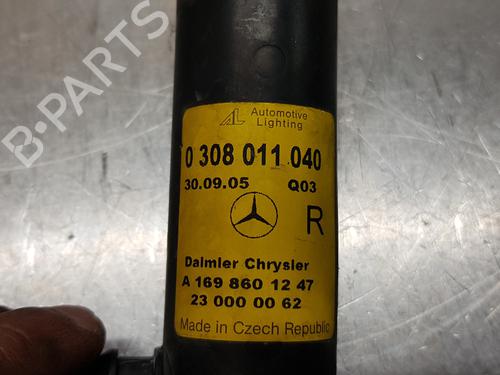 B-PARTS
AL Automotive
Lighting
0 308 011 040
30.09.05 Q03
R
Daimler Chrysler
A 169 860 12 47
23 000 00 62
Made in Czech Republic